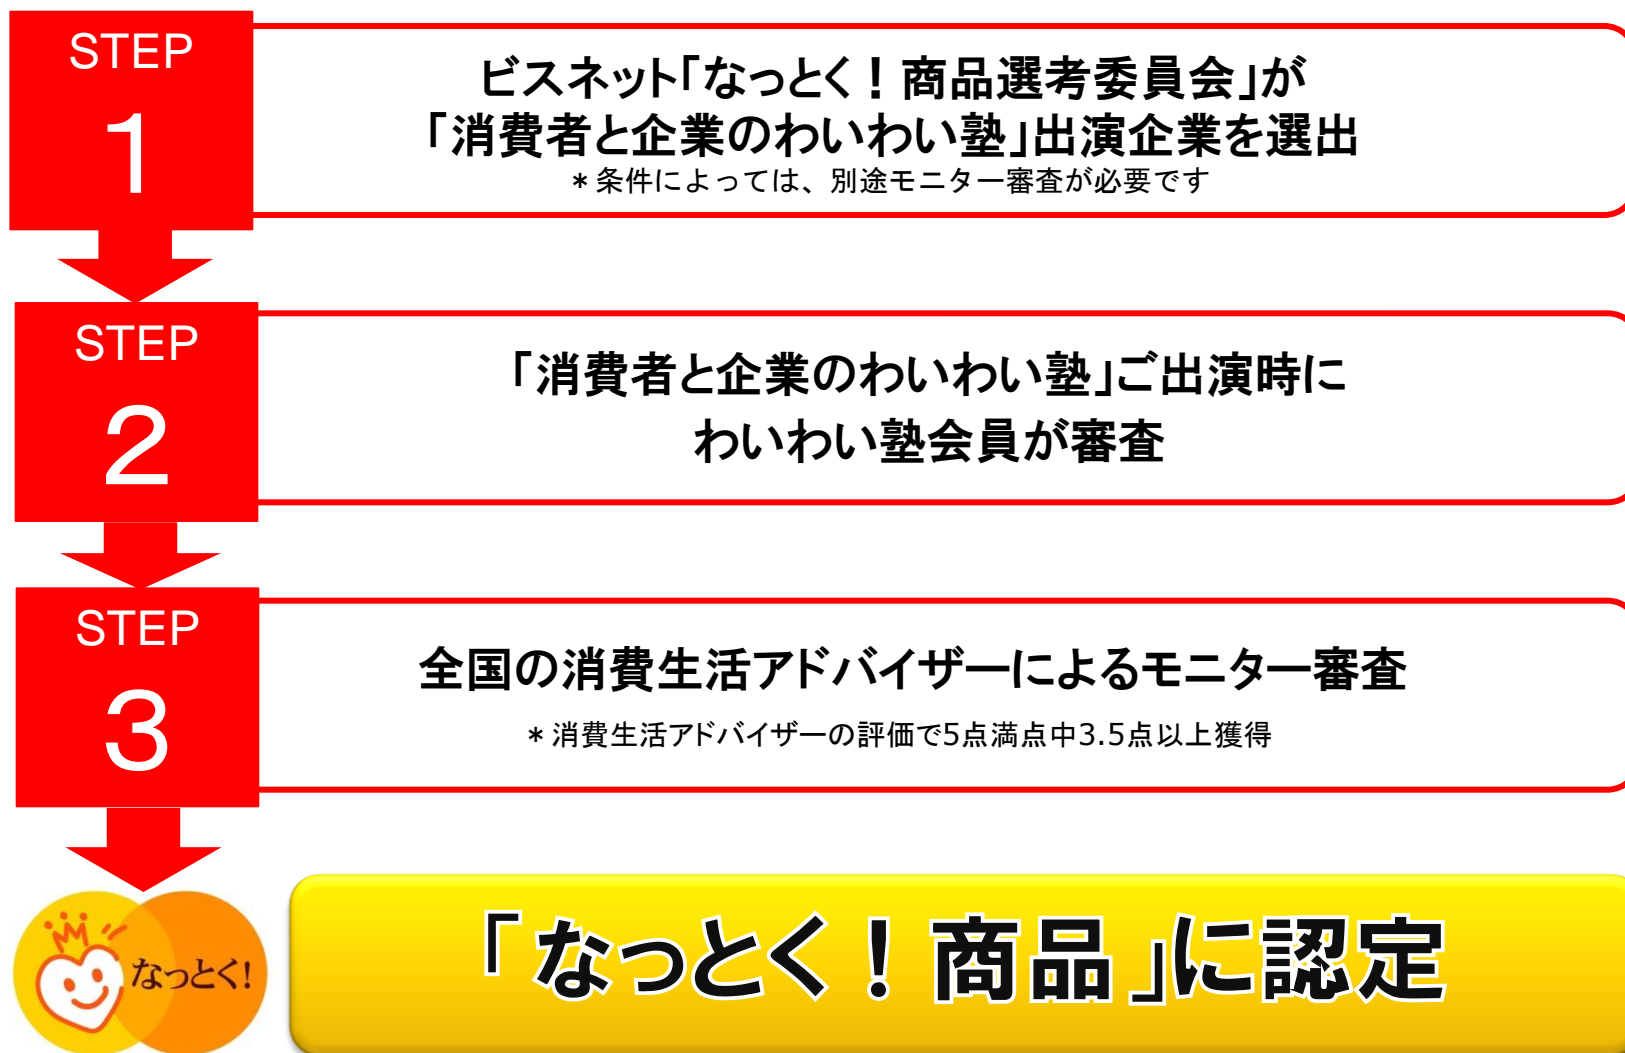 STEP
1
ビスネット「なっとく！商品選考委員会」が
「消費者と企業のわいわい塾」出演企業を選出
＊条件によっては、別途モニター審査が必要です
STEP
2
「消費者と企業のわいわい塾」ご出演時に
わいわい塾会員が審査
STEP
3
全国の消費生活アドバイザーによるモニター審査
＊消費生活アドバイザーの評価で5点満点中3.5点以上獲得
なっとく!
「なっとく！商品」に認定